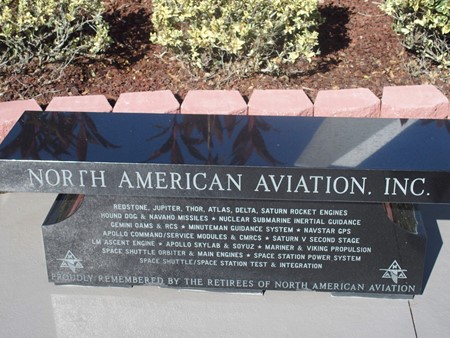 NORTH AMERICAN AVIATION, INC.
REDSTONE, JUPITER, THOR, ATLAS, DELTA, SATURN ROCKET ENGINES
HOUND DOG & NAVAHO MISSILES * NUCLEAR SUBMARINE INERTIAL GUIDANCE
GEMINI OAMS & RCS * MINUTEMAN GUIDANCE SYSTEM * NAVSTAR GPS
APOLLO COMMAND/SERVICE MODULES & CMRCS * SATURN V SECOND STAGE
LM ASCENT ENGINE * APOLLO SKYLAB & SOYUZ * MARINER & VIKING PROPULSION
SPACE SHUTTLE ORBITER & MAIN ENGINES * SPACE STATION POWER SYSTEM
SPACE SHUTTLE/SPACE STATION TEST & INTEGRATION
PROUDLY REMEMBERED BY THE RETIREES OF NORTH AMERICAN AVIATION